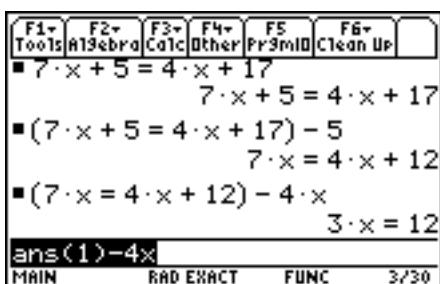 F1 F2 F3 F4 F5 F6
Tools Algebra Calc Other PrgmIO Clean Up
▪ 7·x + 5 = 4·x + 17
7·x + 5 = 4·x + 17
▪ (7·x + 5 = 4·x + 17) - 5
7·x = 4·x + 12
▪ (7·x = 4·x + 12) - 4·x
3·x = 12
ans(1)-4x
MAIN RAD EXACT FUNC 3/30